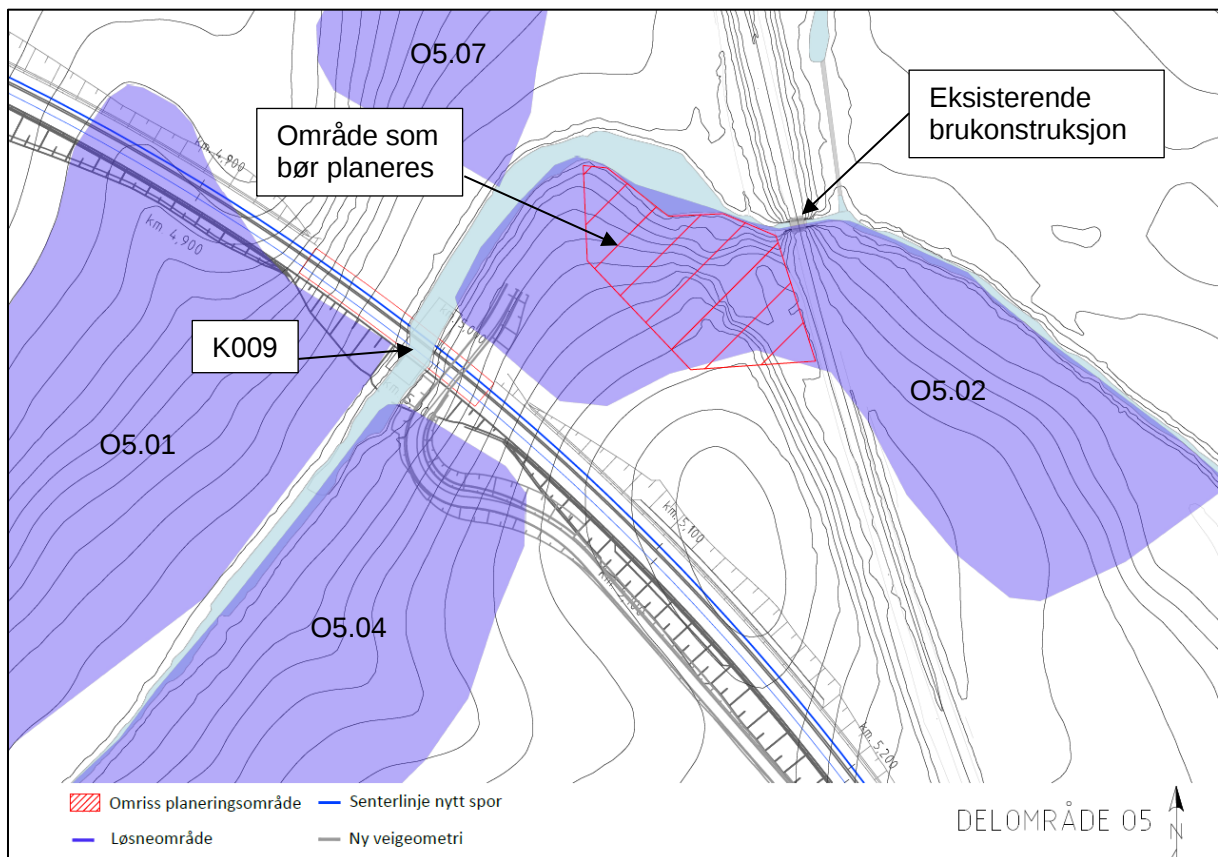 O5.07
Eksisterende
brukonstruksjon
Område som
bør planeres
km. 4,900
km. 4,900
K009
O5.02
O5.01
km. 5,100
O5.04
km. 5,200
Omriss planeringsområde
Senterlinje nytt spor
Løsneområde
Ny veigeometri
DELOMRÅDE O5
N